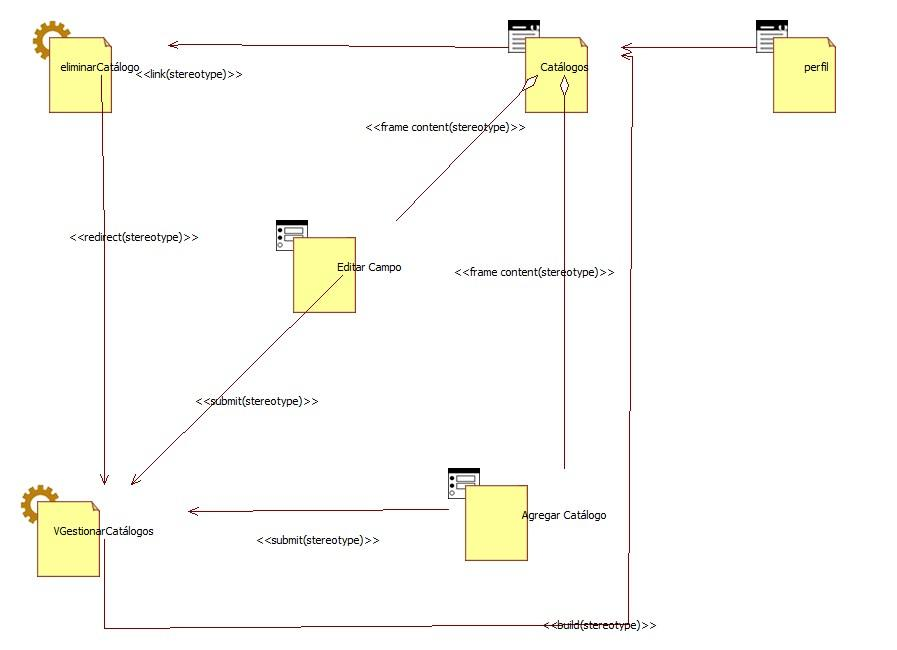 eliminarCatálogo
<<link(stereotype)>>
Catálogos
perfil
<<frame content(stereotype)>>
<<redirect(stereotype)>>
Editar Campo
<<frame content(stereotype)>>
<<submit(stereotype)>>
VGestionarCatálogos
Agregar Catálogo
<<submit(stereotype)>>
<<build(stereotype)>>